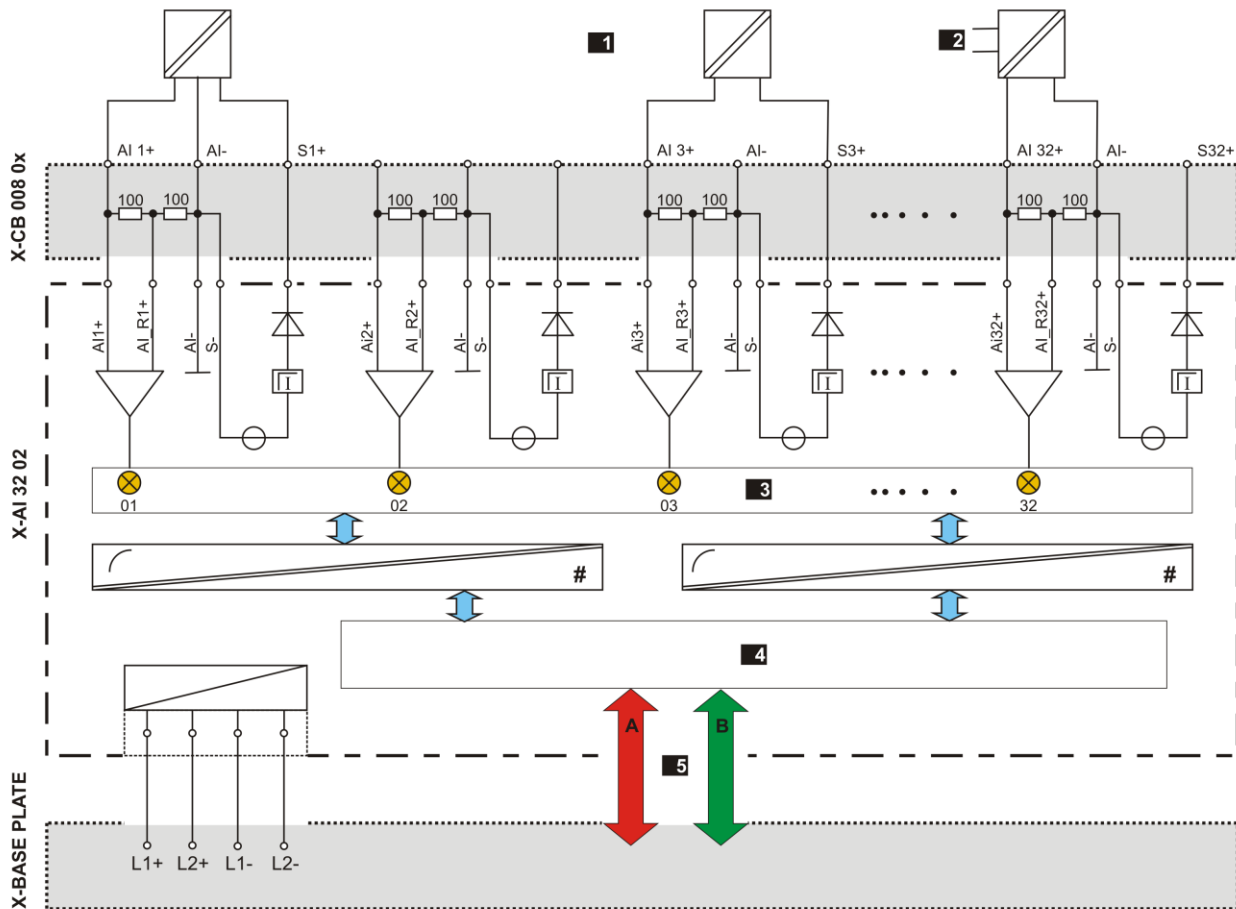 1
2
X-CB 008 0x
AI 1+ AI- S1+ AI 3+ AI- S3+ AI 32+ AI- S32+
100 100 100 100 100 100 100 100
X-AI 32 02
AI1+ AI_R1+ AI- S- Ai2+ AI_R2+ AI- S- Ai3+ AI_R3+ AI- S- Ai32+ AI_R32+ AI- S-
I I I I
3
01 02 03 32
# #
4
A B
5
X-BASE PLATE
L1+ L2+ L1- L2-